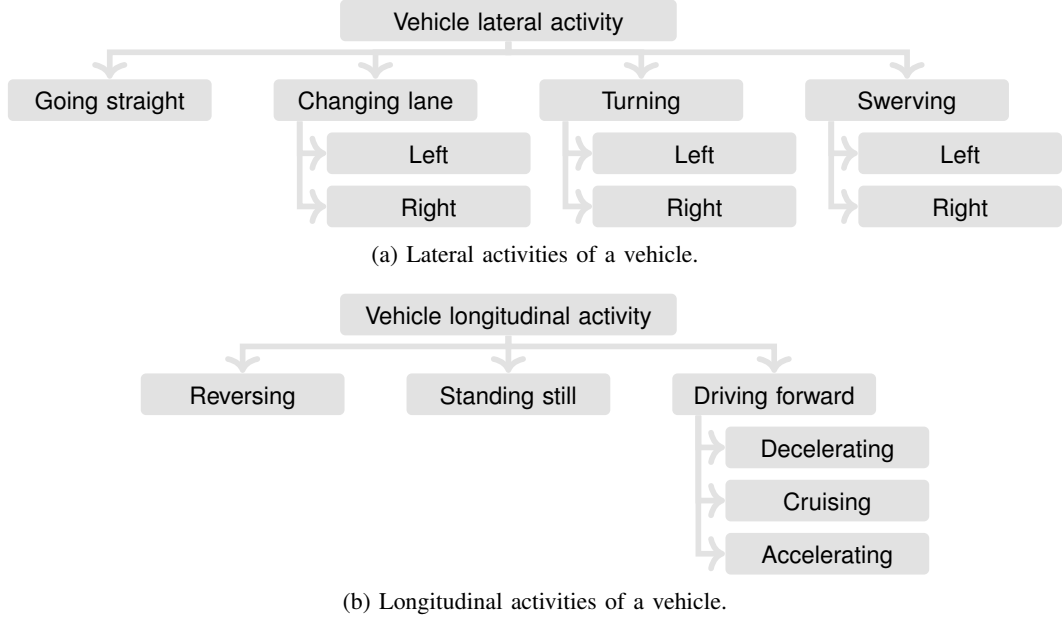 Vehicle lateral activity
Going straight
Changing lane
Turning
Swerving
Left
Left
Left
Right
Right
Right
(a) Lateral activities of a vehicle.
Vehicle longitudinal activity
Reversing
Standing still
Driving forward
Decelerating
Cruising
Accelerating
(b) Longitudinal activities of a vehicle.